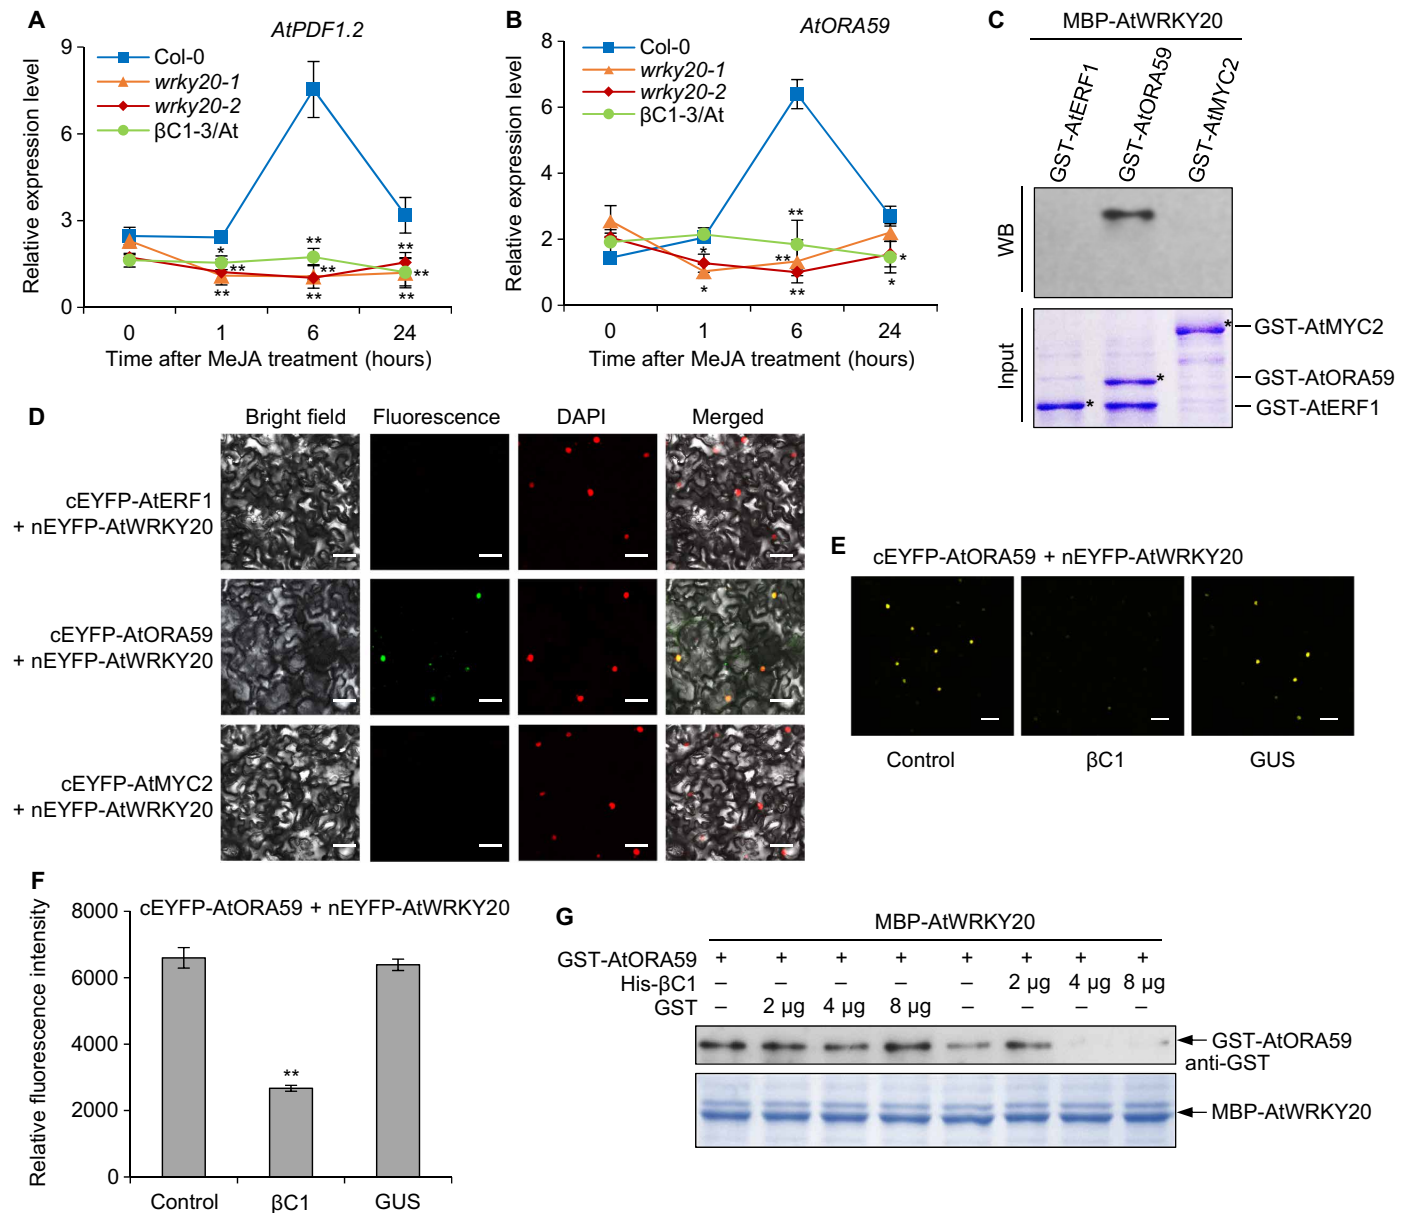 A
AtPDF1.2
Relative expression level
9
6
3
0
Col-0
wrky20-1
wrky20-2
βC1-3/At
*
**
**
**
**
**
**
**
**
0 1 6 24
Time after MeJA treatment (hours)
B
AtORA59
Relative expression level
8
6
4
2
0
Col-0
wrky20-1
wrky20-2
βC1-3/At
*
*
**
**
**
*
*
0 1 6 24
Time after MeJA treatment (hours)
C
MBP-AtWRKY20
GST-AtERF1
GST-AtORA59
GST-AtMYC2
WB
Input
*
*
*
GST-AtMYC2
GST-AtORA59
GST-AtERF1
D
Bright field Fluorescence DAPI Merged
cEYFP-AtERF1
+ nEYFP-AtWRKY20
cEYFP-AtORA59
+ nEYFP-AtWRKY20
cEYFP-AtMYC2
+ nEYFP-AtWRKY20
E
cEYFP-AtORA59 + nEYFP-AtWRKY20
Control βC1 GUS
F
cEYFP-AtORA59 + nEYFP-AtWRKY20
Relative fluorescence intensity
8000
6000
4000
2000
0
**
Control βC1 GUS
G
MBP-AtWRKY20
GST-AtORA59 + + + + + + + +
His-βC1 – – – – – 2 µg 4 µg 8 µg
GST – 2 µg 4 µg 8 µg – – – –
GST-AtORA59
anti-GST
MBP-AtWRKY20